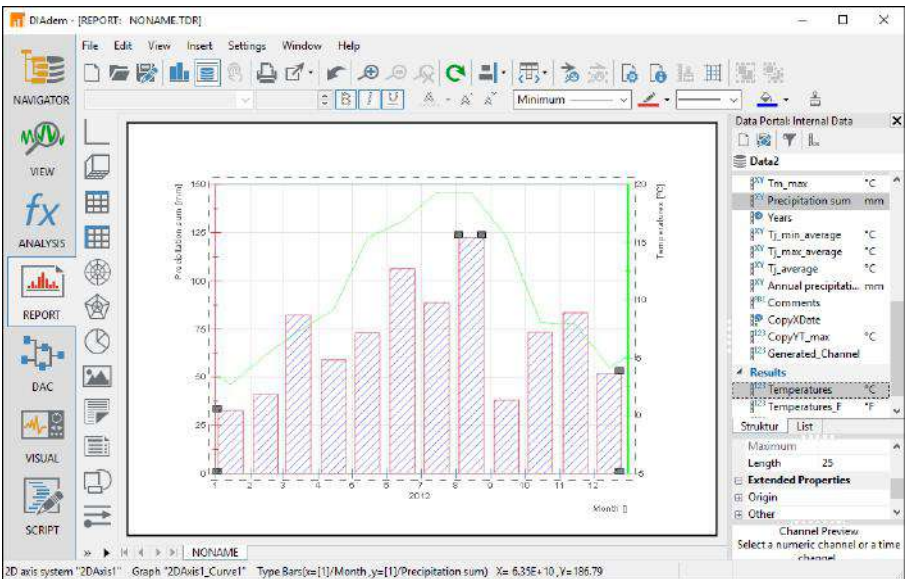 DIAdem - [REPORT: NONAME.TDR]
File Edit View Insert Settings Window Help
NAVIGATOR
VIEW
ANALYSIS
REPORT
DAC
VISUAL
SCRIPT
B I U
Minimum
Precipitation sum [mm]
150
125
100
75
50
25
0
1 2 3 4 5 6 7 8 9 10 11 12
2012
Month []
Temperatures [°C]
20
15
10
5
0
-5
Data Portal: Internal Data
Data2
Tm_max °C
Precipitation sum mm
Years
Tj_min_average °C
Tj_max_average °C
Tj_average °C
Annual precipitati... mm
Comments
CopyXDate
CopyYT_max °C
Generated_Channel
Results
Temperatures °C
Temperatures_F °F
Struktur List
Maximum
Length 25
Extended Properties
Origin
Other
Channel Preview
Select a numeric channel or a time
channel
NONAME
2D axis system "2DAxis1" Graph "2DAxis1_Curve1" Type Bars(x=[1]/Month ,y=[1]/Precipitation sum) X= 6.35E+10 ,Y= 186.79